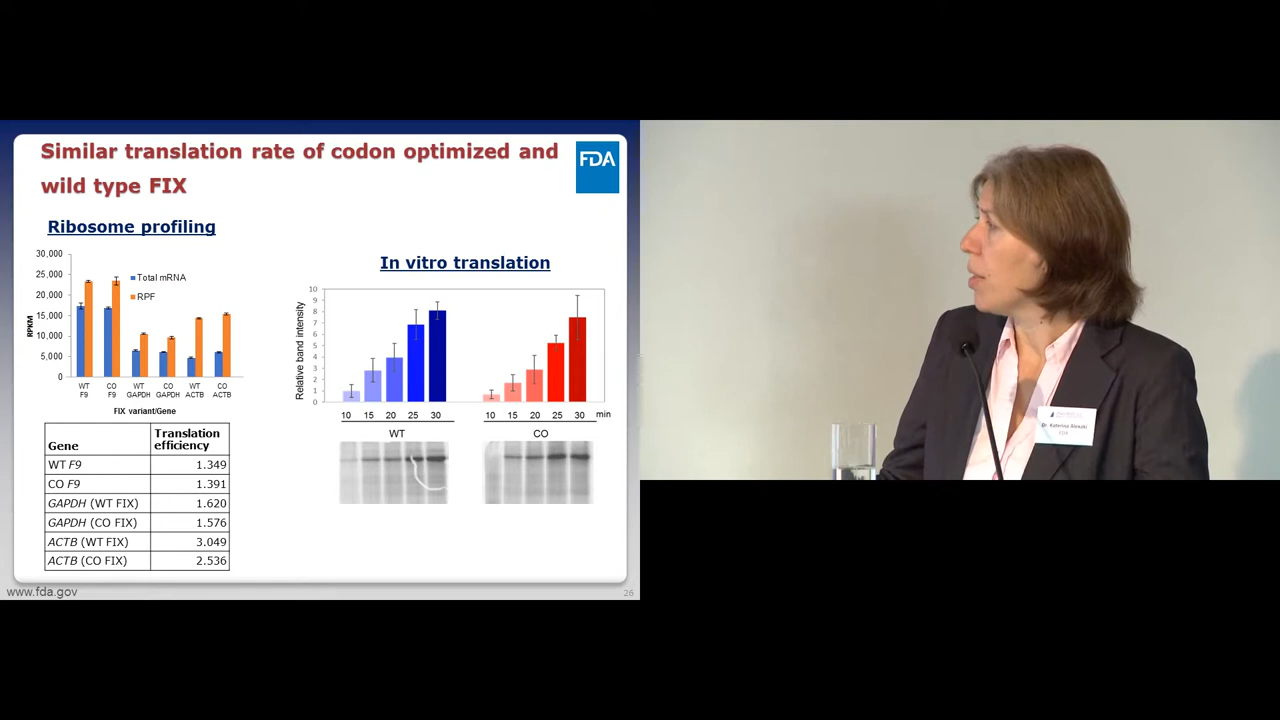 Similar translation rate of codon optimized and
wild type FIX
FDA
Ribosome profiling
30,000
25,000
20,000
15,000
10,000
5,000
0
RPKM
Total mRNA
RPF
WT F9
CO F9
WT GAPDH
CO GAPDH
WT ACTB
CO ACTB
FIX variant/Gene
Gene Translation efficiency
WT F9 1.349
CO F9 1.391
GAPDH (WT FIX) 1.620
GAPDH (CO FIX) 1.576
ACTB (WT FIX) 3.049
ACTB (CO FIX) 2.536
In vitro translation
Relative band intensity
10
9
8
7
6
5
4
3
2
1
0
10 15 20 25 30 10 15 20 25 30 min
WT CO
www.fda.gov
26
Dr. Katerina Alexaki
FDA